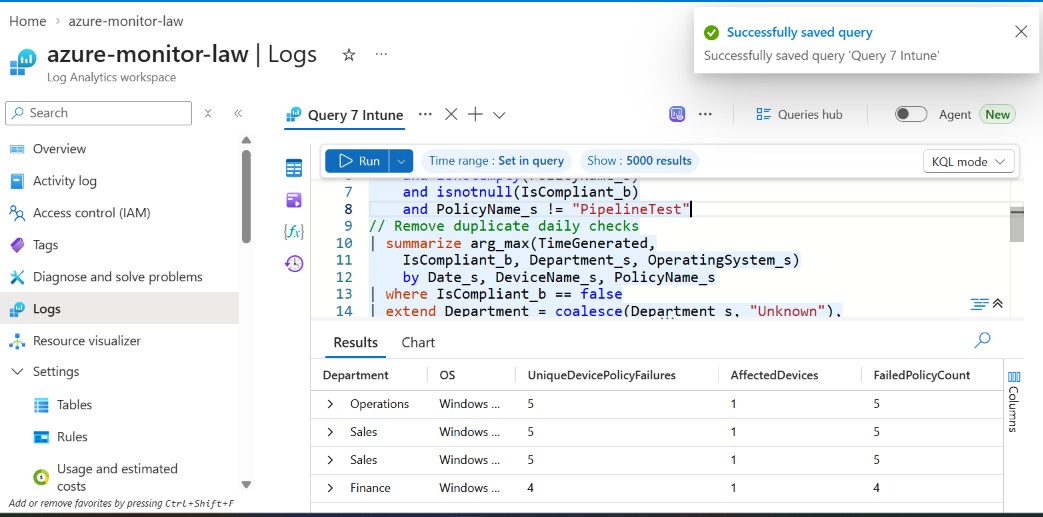 Home > azure-monitor-law
azure-monitor-law | Logs
Log Analytics workspace
Successfully saved query
Successfully saved query 'Query 7 Intune'
Search
Overview
Activity log
Access control (IAM)
Tags
Diagnose and solve problems
Logs
Resource visualizer
Settings
Tables
Rules
Usage and estimated
costs
Add or remove favorites by pressing Ctrl+Shift+F
Query 7 Intune
Queries hub
Agent New
Run
Time range : Set in query
Show : 5000 results
KQL mode
7 and isnotnull(IsCompliant_b)
8 and PolicyName_s != "PipelineTest"
9 // Remove duplicate daily checks
10 | summarize arg_max(TimeGenerated,
11 IsCompliant_b, Department_s, OperatingSystem_s)
12 by Date_s, DeviceName_s, PolicyName_s
13 | where IsCompliant_b == false
14 | extend Department = coalesce(Department_s, "Unknown"),
Results Chart
Department OS UniqueDevicePolicyFailures AffectedDevices FailedPolicyCount
Operations Windows ... 5 1 5
Sales Windows ... 5 1 5
Sales Windows ... 5 1 5
Finance Windows ... 4 1 4
Columns